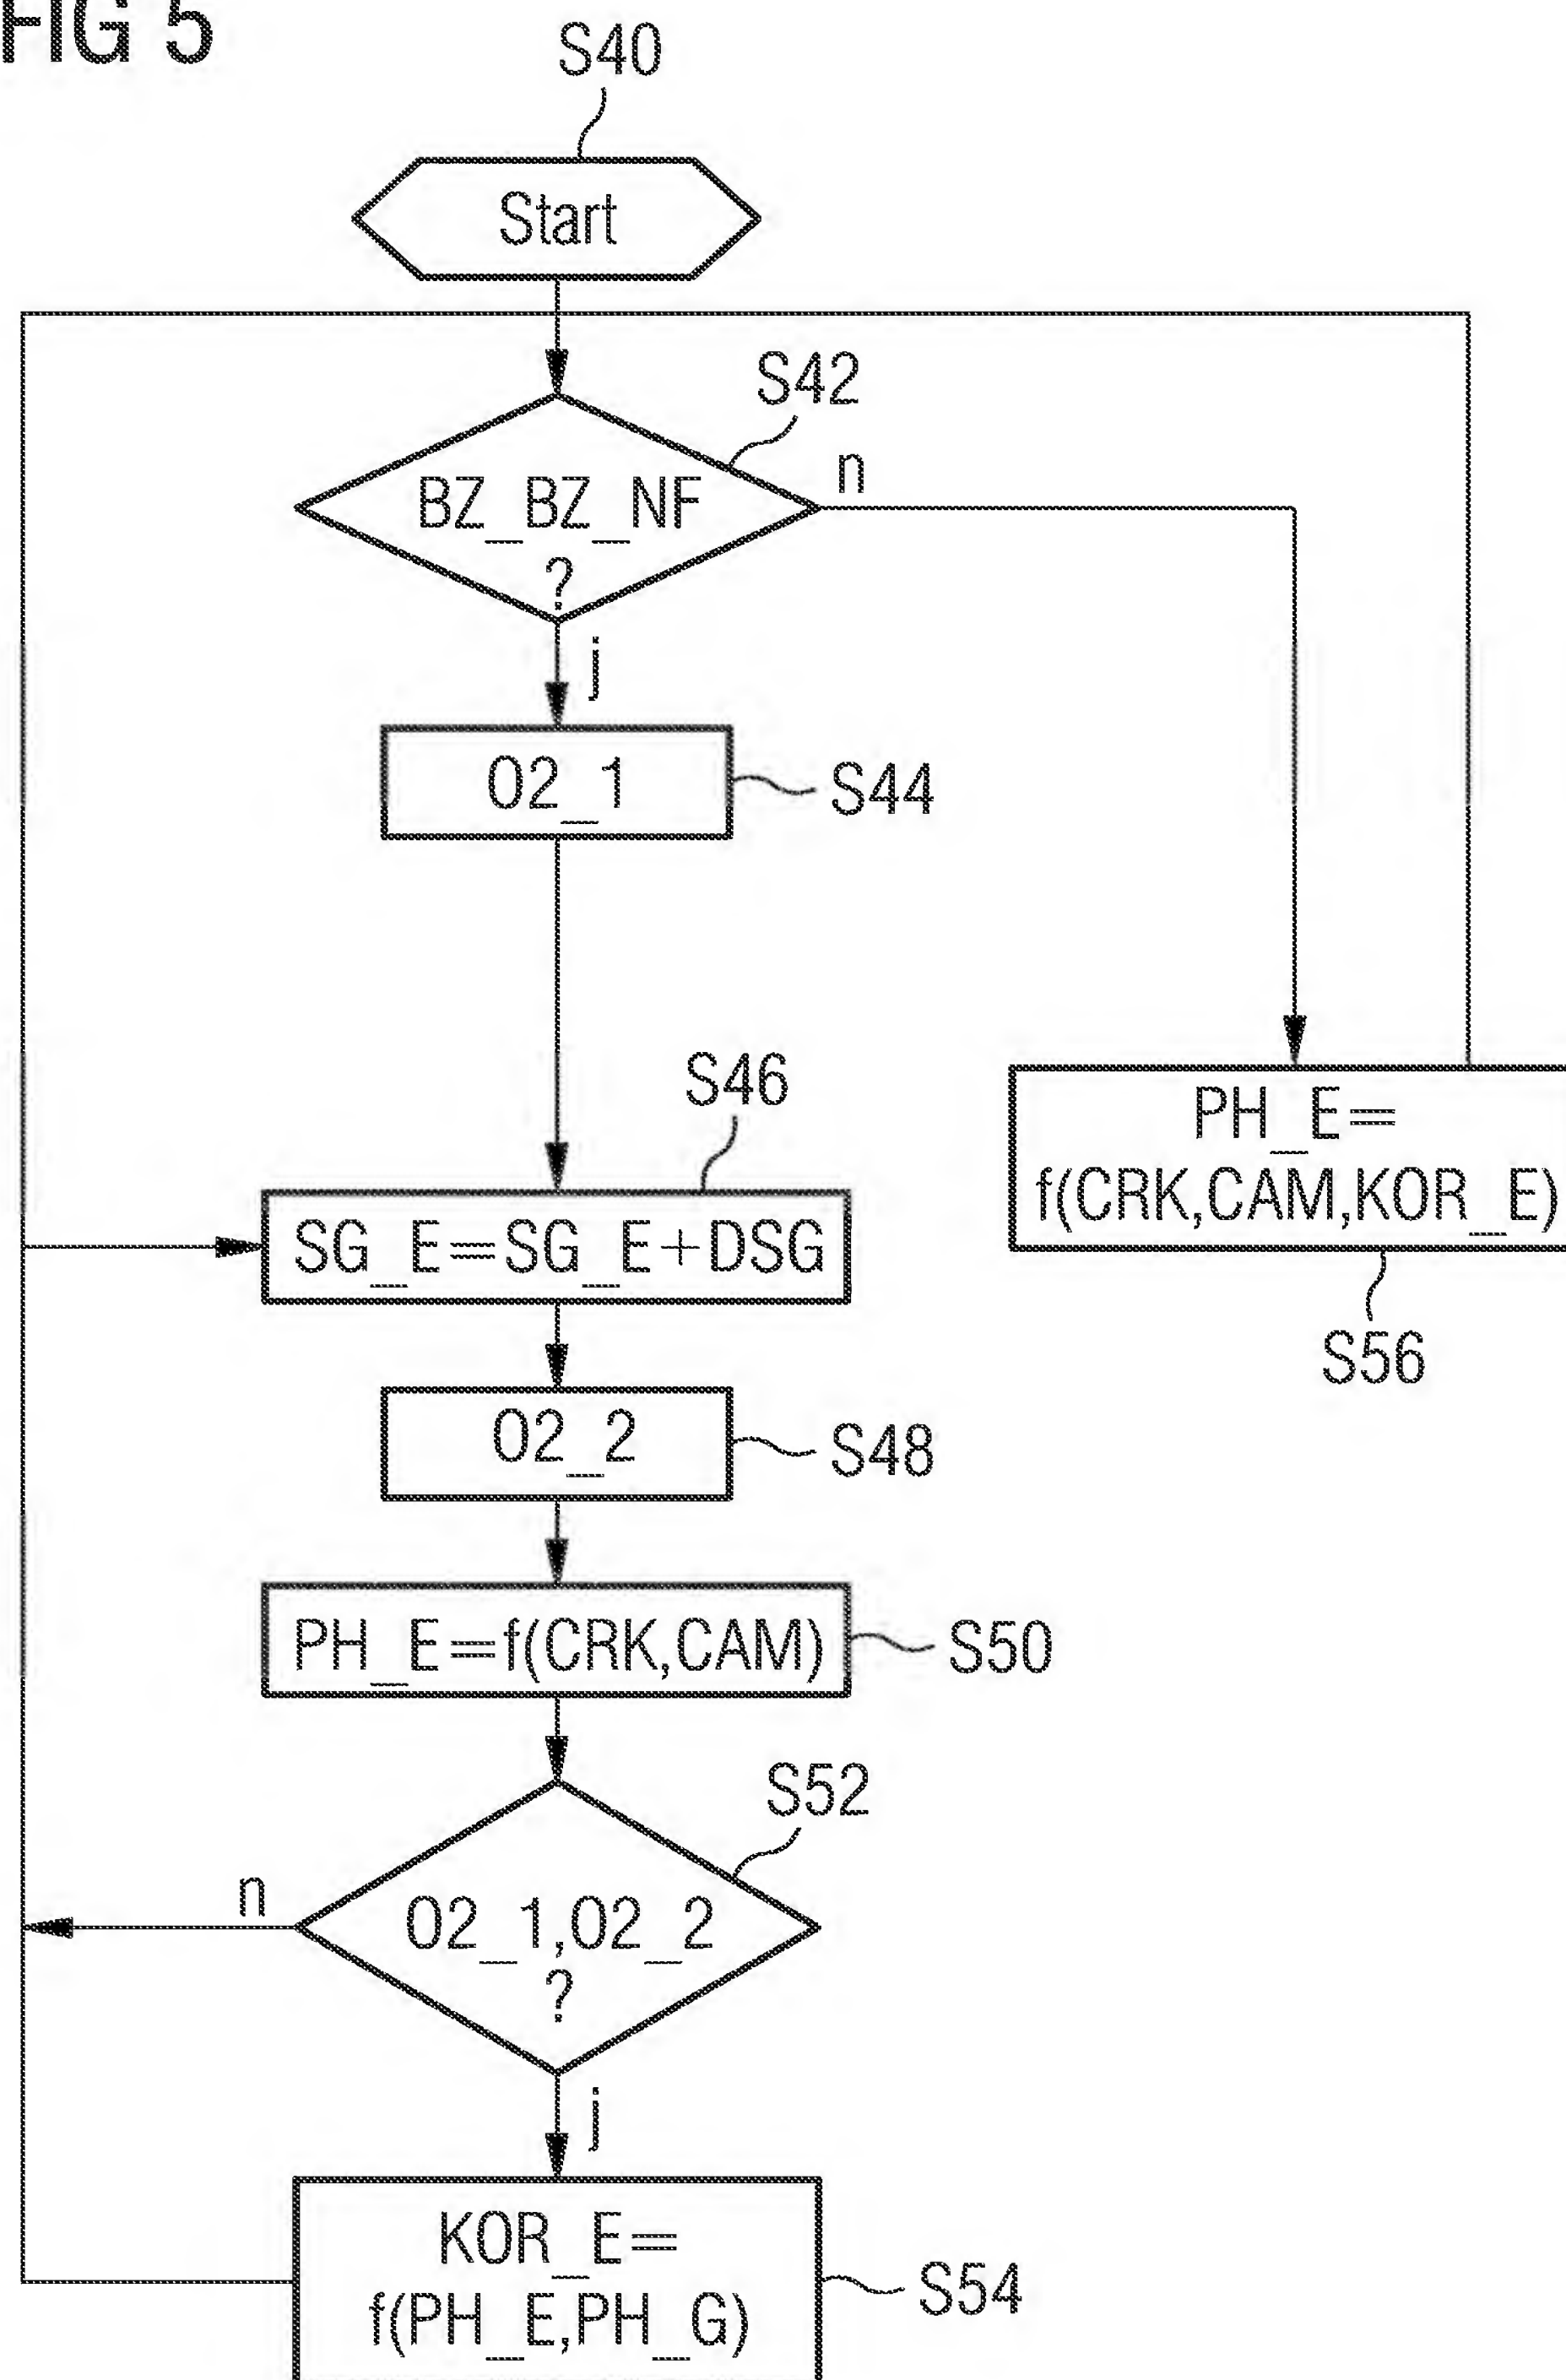 FIG 5
S40
Start
S42
BZ_BZ_NF
?
n
j
O2_1
S44
S46
SG_E=SG_E+DSG
PH_E=
f(CRK,CAM,KOR_E)
S56
O2_2
S48
PH_E=f(CRK,CAM)
S50
S52
O2_1,O2_2
?
n
j
KOR_E=
f(PH_E,PH_G)
S54